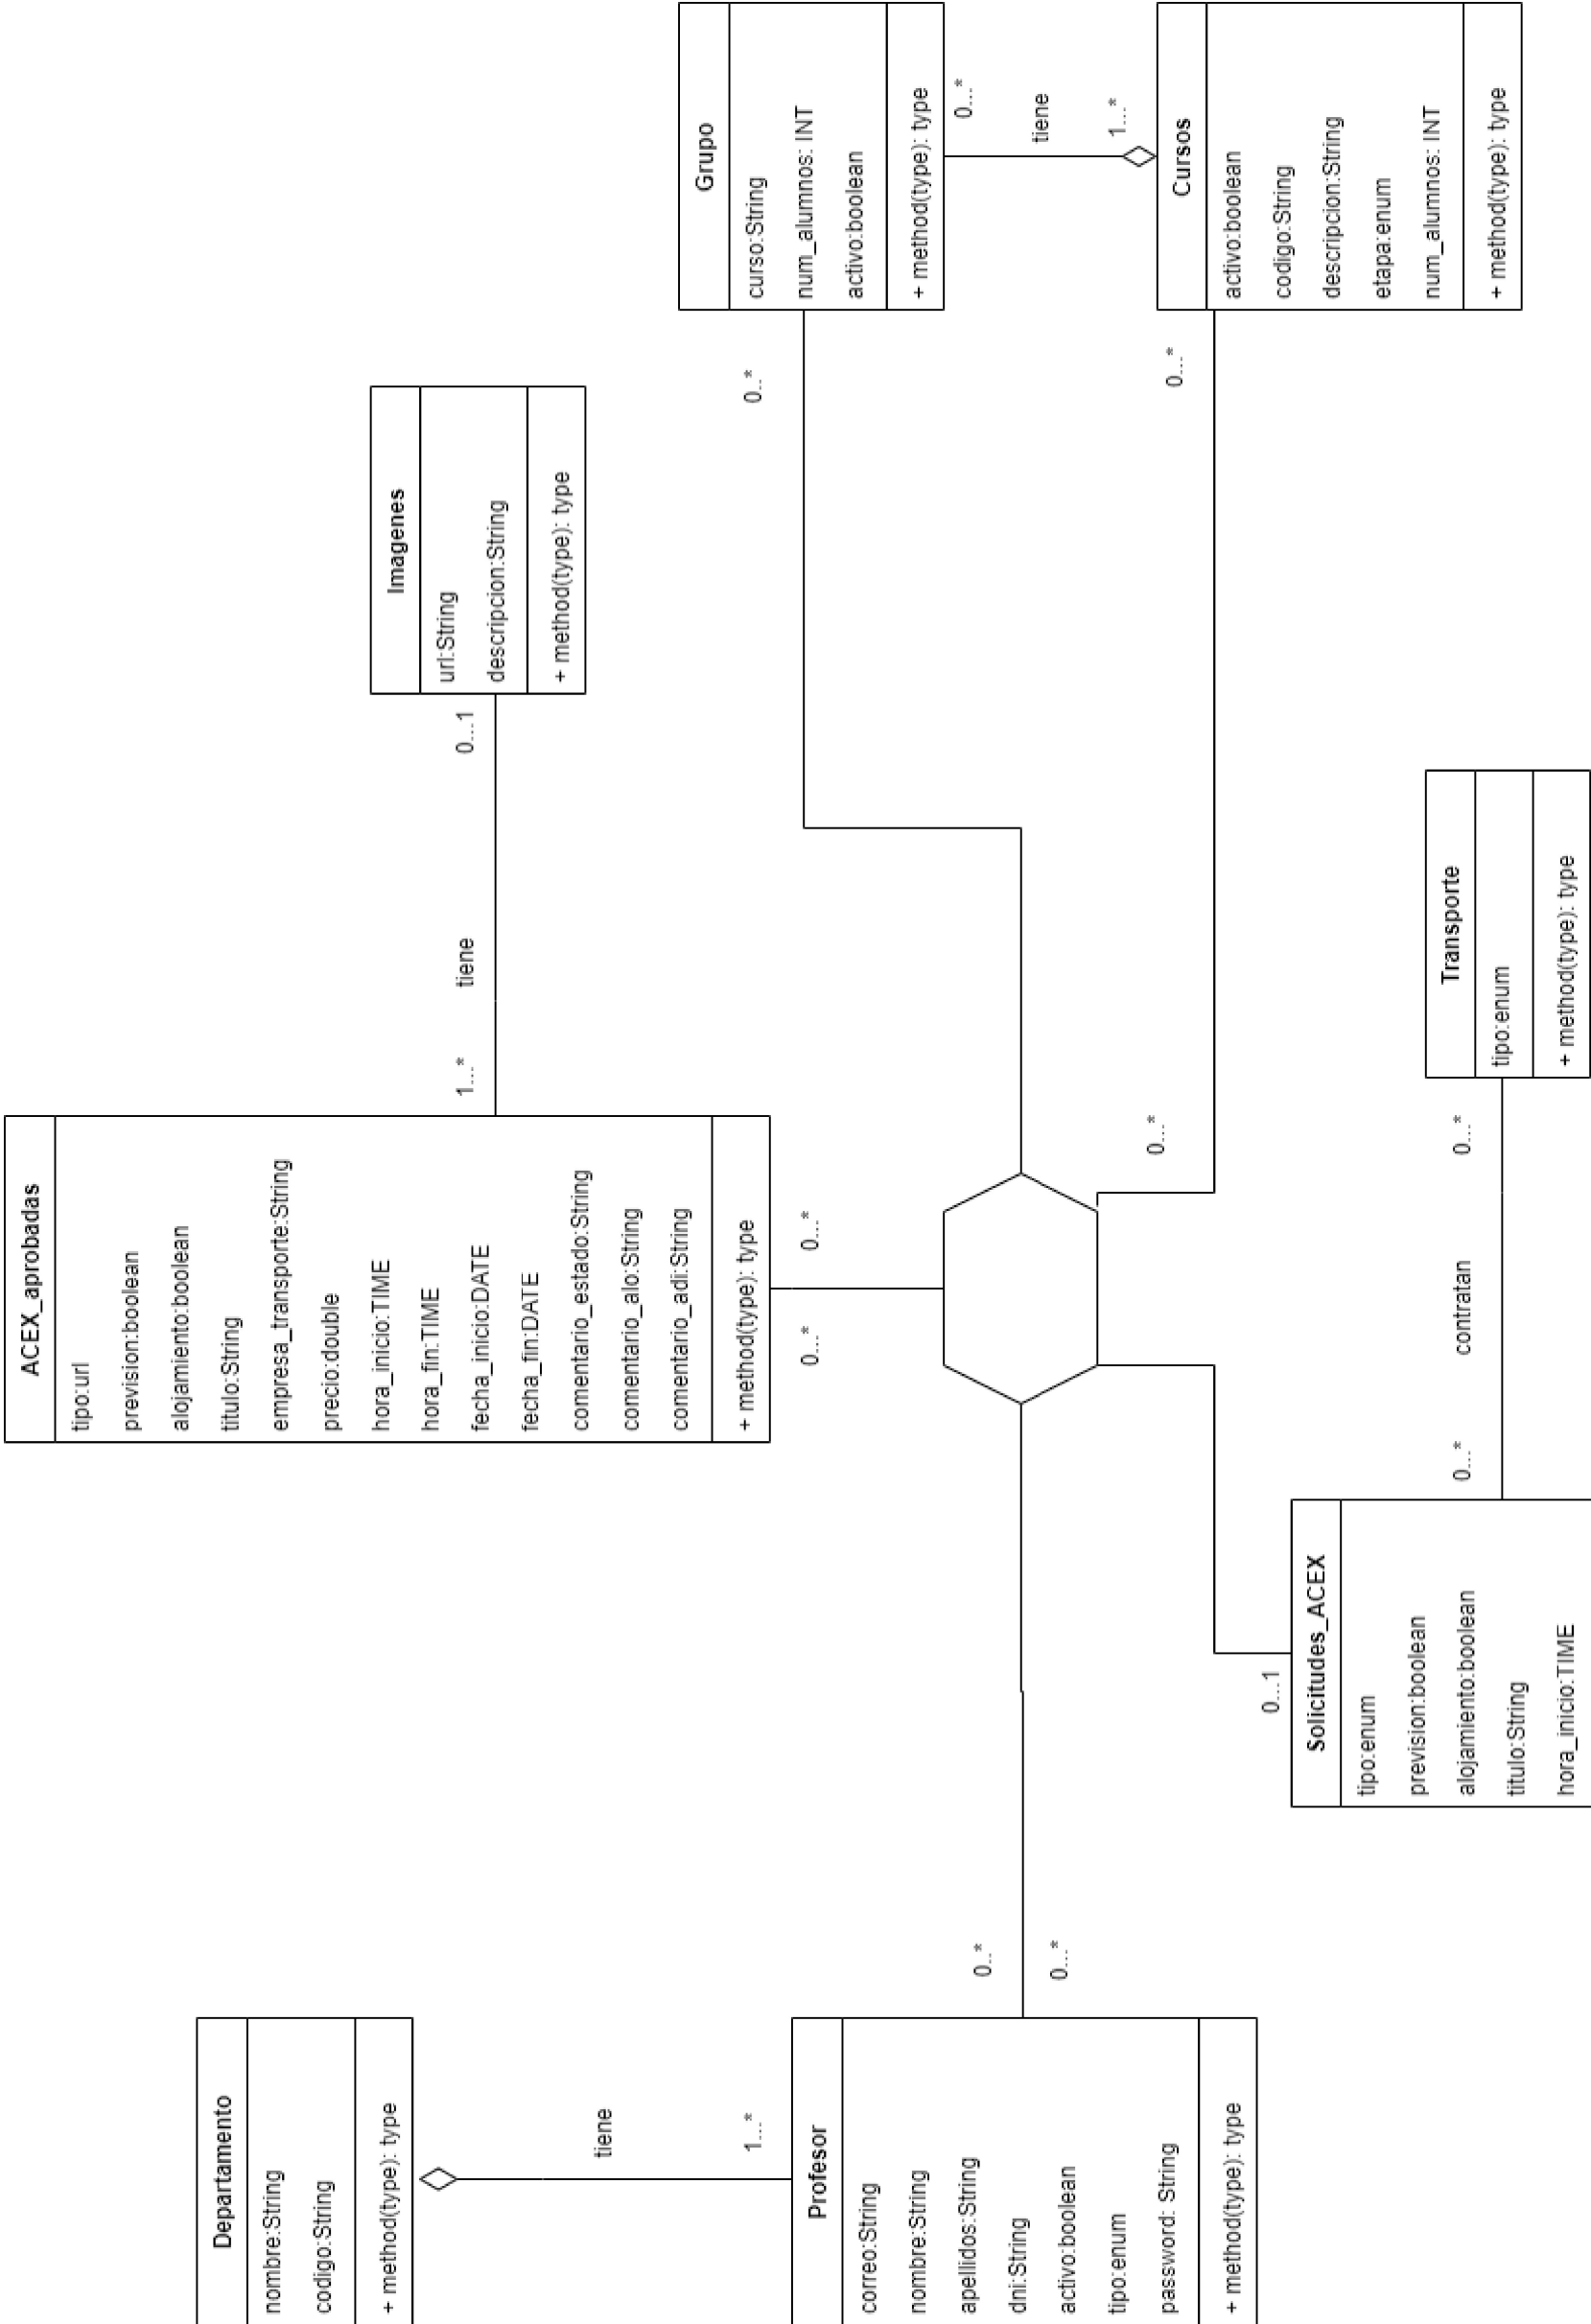 Departamento
nombre:String
codigo:String
+ method(type): type
tiene
1...*
Profesor
correo:String
nombre:String
apellidos:String
dni:String
activo:boolean
tipo:enum
password: String
+ method(type): type
0..*
0...*
ACEX_aprobadas
tipo:url
prevision:boolean
alojamiento:boolean
titulo:String
empresa_transporte:String
precio:double
hora_inicio:TIME
hora_fin:TIME
fecha_inicio:DATE
fecha_fin:DATE
comentario_estado:String
comentario_alo:String
comentario_adi:String
+ method(type): type
0...*
0...*
1...*
tiene
0...1
Imagenes
url:String
descripcion:String
+ method(type): type
Grupo
curso:String
num_alumnos: INT
activo:boolean
+ method(type): type
0..*
0...*
tiene
1...*
Cursos
activo:boolean
codigo:String
descripcion:String
etapa:enum
num_alumnos: INT
+ method(type): type
0...*
0...*
0...1
Solicitudes_ACEX
tipo:enum
prevision:boolean
alojamiento:boolean
titulo:String
hora_inicio:TIME
0...*
contratan
0...*
Transporte
tipo:enum
+ method(type): type